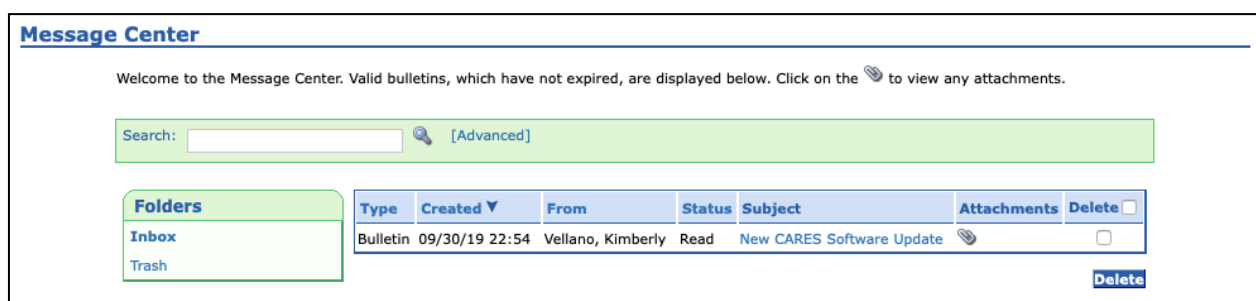 Message Center
Welcome to the Message Center. Valid bulletins, which have not expired, are displayed below. Click on the to view any attachments.
Search: [Advanced]
Folders
Inbox
Trash
Type Created From Status Subject Attachments Delete
Bulletin 09/30/19 22:54 Vellano, Kimberly Read New CARES Software Update
Delete